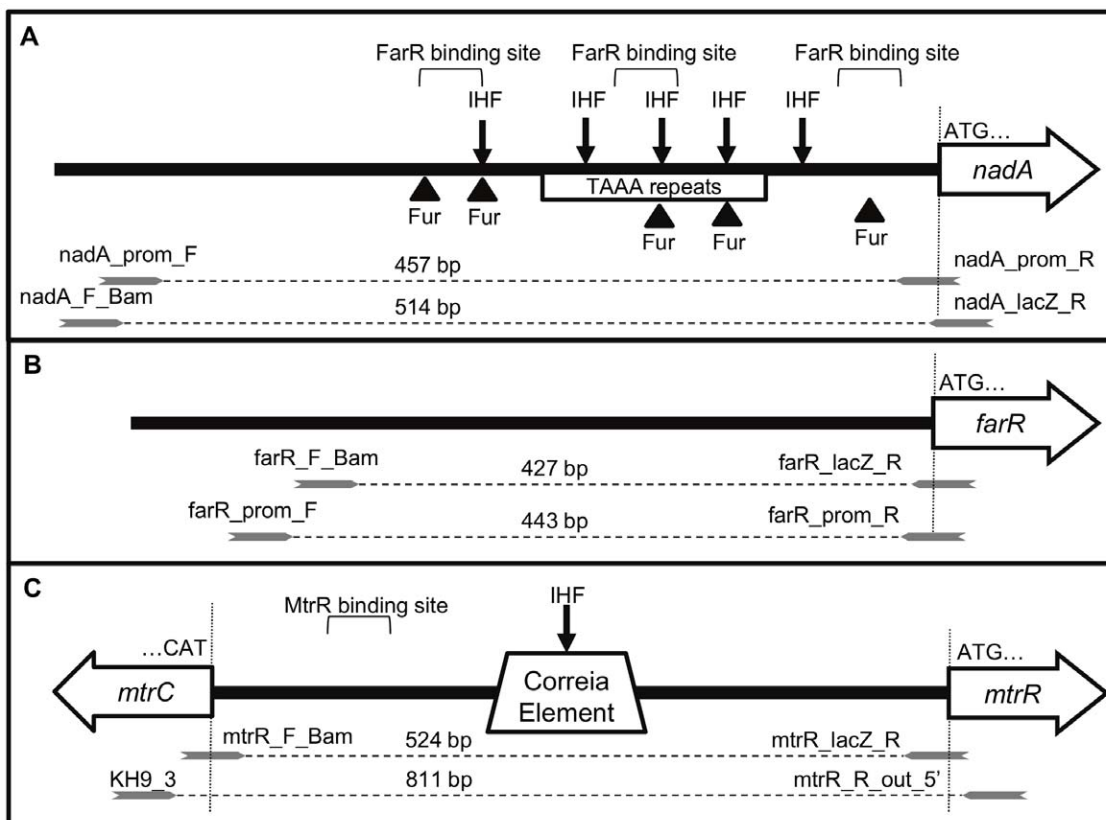 A
FarR binding site FarR binding site FarR binding site
IHF IHF IHF IHF IHF
ATG...
nadA
TAAA repeats
Fur Fur Fur Fur Fur
nadA_prom_F 457 bp nadA_prom_R
nadA_F_Bam 514 bp nadA_lacZ_R
B
ATG...
farR
farR_F_Bam 427 bp farR_lacZ_R
farR_prom_F 443 bp farR_prom_R
C
IHF
MtrR binding site
...CAT ATG...
mtrC Correia mtrR
Element
mtrR_F_Bam 524 bp mtrR_lacZ_R
KH9_3 811 bp mtrR_R_out_5'